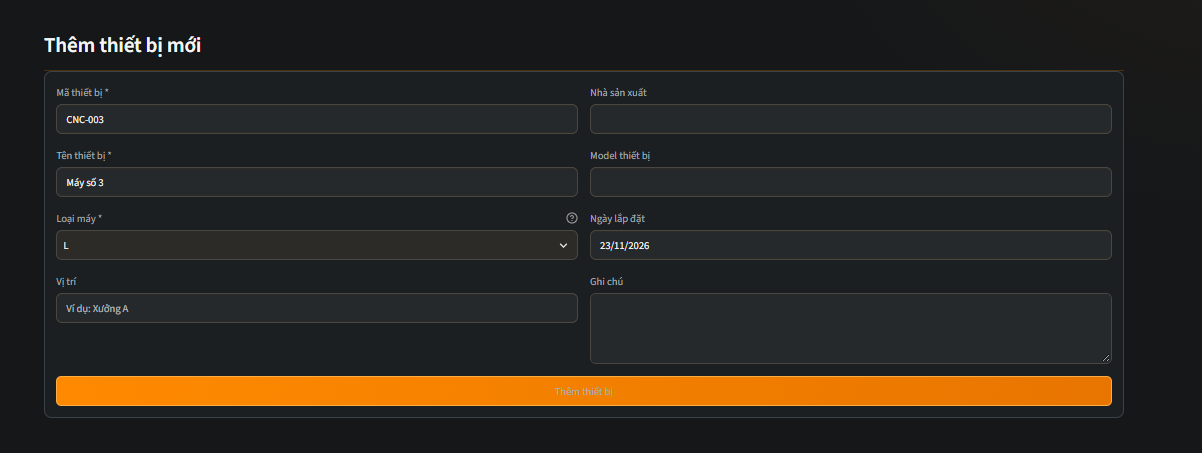 Thêm thiết bị mới
Mã thiết bị *
CNC-003
Nhà sản xuất
Tên thiết bị *
Máy số 3
Model thiết bị
Loại máy *
L
Ngày lắp đặt
23/11/2026
Vị trí
Ví dụ: Xưởng A
Ghi chú
Thêm thiết bị